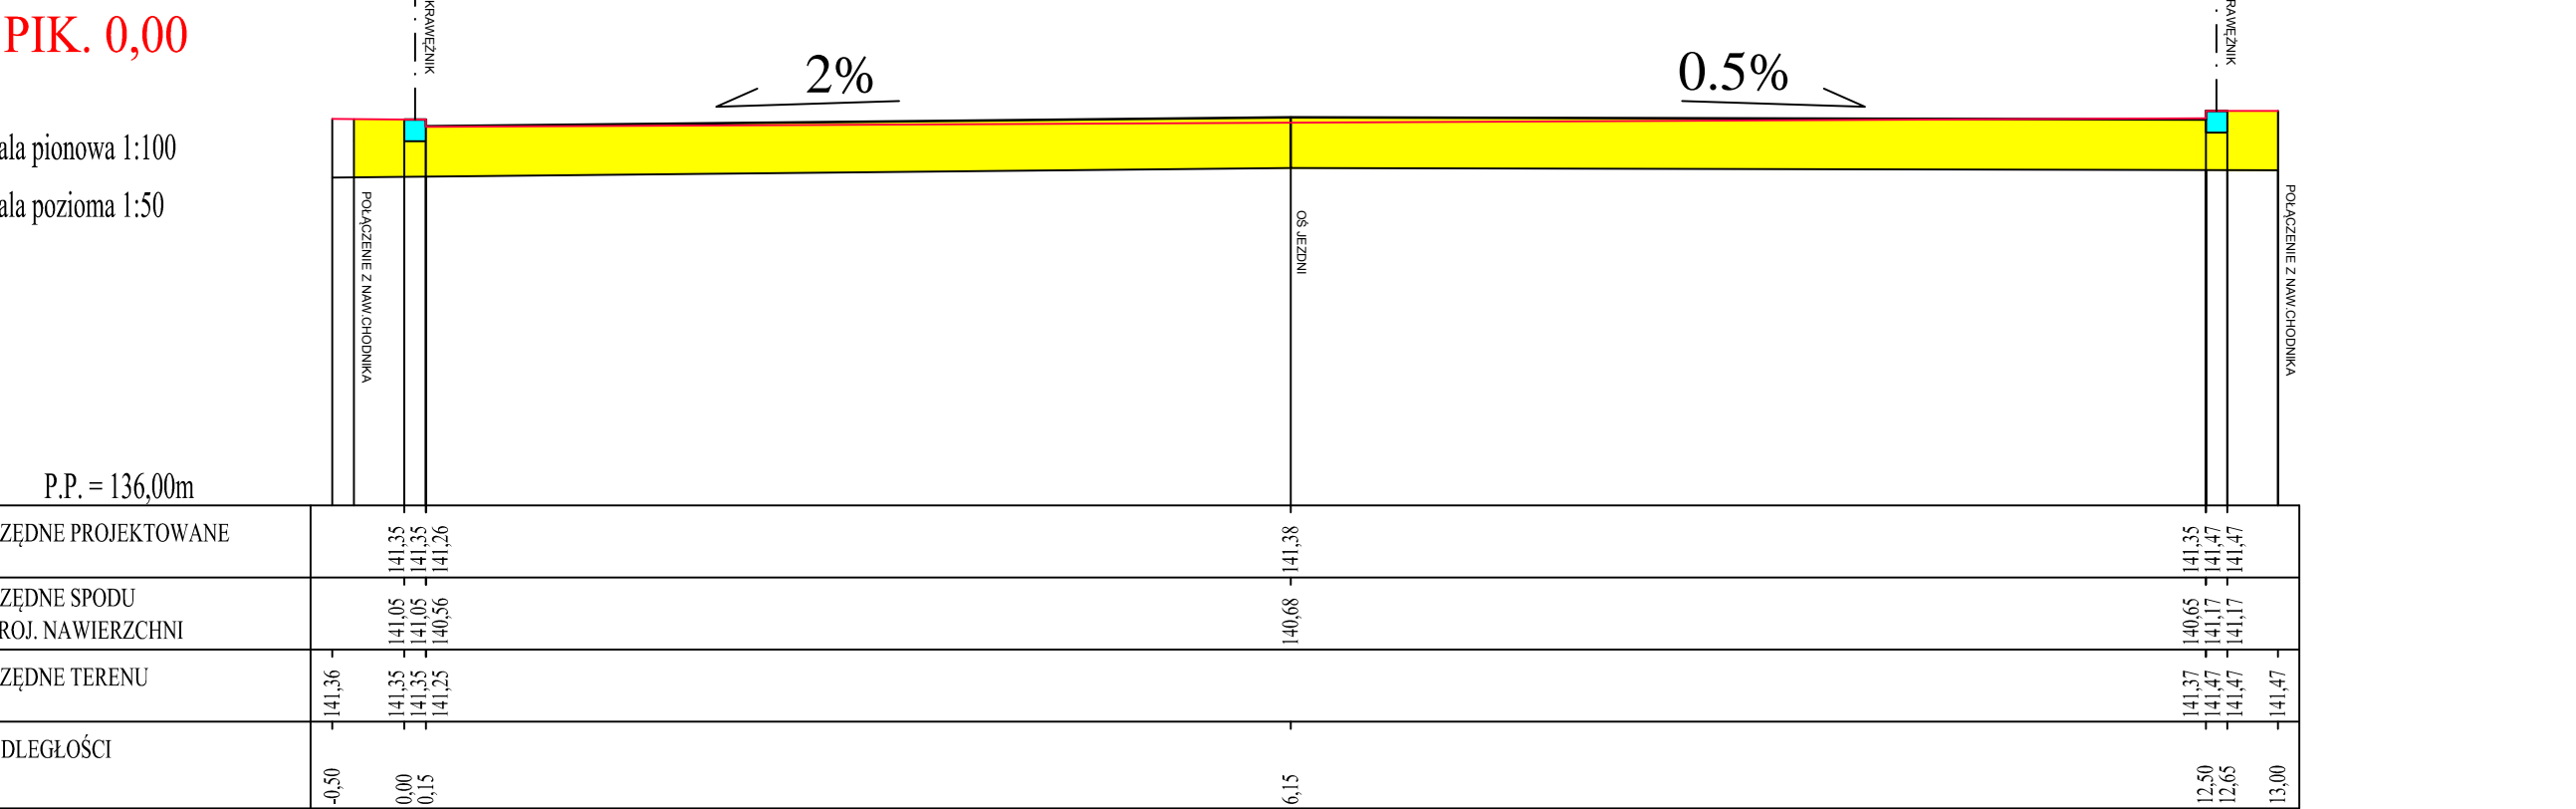 KRAWĘŻNIK
RAWĘŻNIK
PIK. 0,00
2%
0.5%
ala pionowa 1:100
ala pozioma 1:50
POŁĄCZENIE Z NAW.CHODNIKA
OŚ JEZDNI
POŁĄCZENIE Z NAW.CHODNIKA
P.P. = 136,00m
ZĘDNE PROJEKTOWANE
141,35
141,35
141,26
141,38
141,35
141,47
141,47
ZĘDNE SPODU
ROJ. NAWIERZCHNI
141,05
141,05
140,56
140,68
140,65
141,17
141,17
ZĘDNE TERENU
141,36
141,35
141,35
141,25
141,37
141,47
141,47
141,47
DLEGŁOŚCI
-0,50
0,00
0,15
6,15
12,50
12,65
13,00